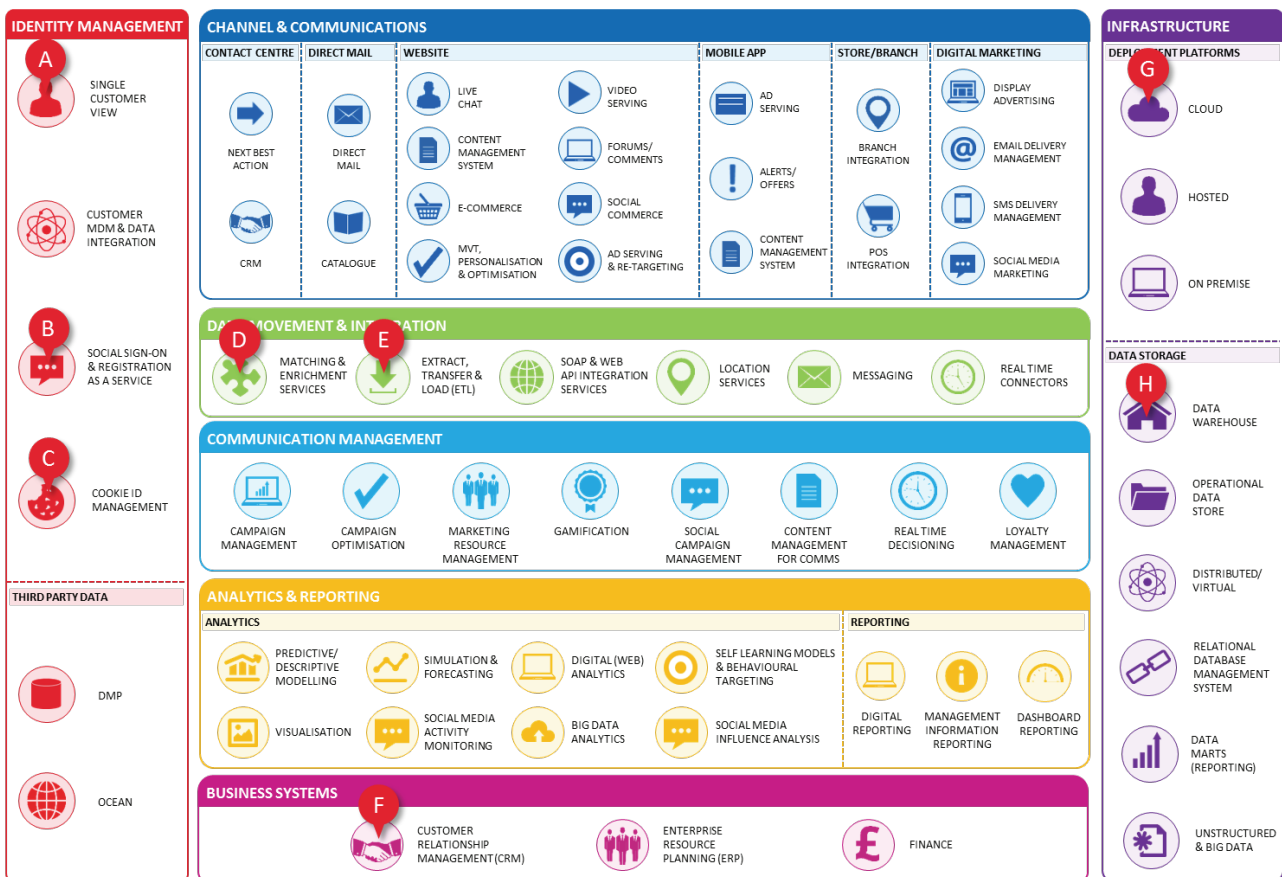 IDENTITY MANAGEMENT
A
SINGLE
CUSTOMER
VIEW
CUSTOMER
MDM & DATA
INTEGRATION
B
SOCIAL SIGN-ON
& REGISTRATION
AS A SERVICE
C
COOKIE ID
MANAGEMENT
THIRD PARTY DATA
DMP
OCEAN
CHANNEL & COMMUNICATIONS
CONTACT CENTRE
NEXT BEST
ACTION
CRM
DIRECT MAIL
DIRECT
MAIL
CATALOGUE
WEBSITE
LIVE
CHAT
CONTENT
MANAGEMENT
SYSTEM
E-COMMERCE
MVT,
PERSONALISATION
& OPTIMISATION
VIDEO
SERVING
FORUMS/
COMMENTS
SOCIAL
COMMERCE
AD SERVING
& RE-TARGETING
MOBILE APP
AD
SERVING
ALERTS/
OFFERS
CONTENT
MANAGEMENT
SYSTEM
STORE/BRANCH
BRANCH
INTEGRATION
POS
INTEGRATION
DIGITAL MARKETING
DISPLAY
ADVERTISING
EMAIL DELIVERY
MANAGEMENT
SMS DELIVERY
MANAGEMENT
SOCIAL MEDIA
MARKETING
MOVEMENT &
D
MATCHING &
ENRICHMENT
SERVICES
E
EXTRACT,
TRANSFER &
LOAD (ETL)
SOAP & WEB
API INTEGRATION
SERVICES
LOCATION
SERVICES
MESSAGING
REAL TIME
CONNECTORS
COMMUNICATION MANAGEMENT
CAMPAIGN
MANAGEMENT
CAMPAIGN
OPTIMISATION
MARKETING
RESOURCE
MANAGEMENT
GAMIFICATION
SOCIAL
CAMPAIGN
MANAGEMENT
CONTENT
MANAGEMENT
FOR COMMS
REAL TIME
DECISIONING
LOYALTY
MANAGEMENT
ANALYTICS & REPORTING
ANALYTICS
PREDICTIVE/
DESCRIPTIVE
MODELLING
SIMULATION &
FORECASTING
DIGITAL (WEB)
ANALYTICS
SELF LEARNING MODELS
& BEHAVIOURAL
TARGETING
VISUALISATION
SOCIAL MEDIA
ACTIVITY
MONITORING
BIG DATA
ANALYTICS
SOCIAL MEDIA
INFLUENCE ANALYSIS
REPORTING
DIGITAL
REPORTING
MANAGEMENT
INFORMATION
REPORTING
DASHBOARD
REPORTING
BUSINESS SYSTEMS
F
CUSTOMER
RELATIONSHIP
MANAGEMENT (CRM)
ENTERPRISE
RESOURCE
PLANNING (ERP)
£
FINANCE
INFRASTRUCTURE
PLATFORMS
G
CLOUD
HOSTED
ON PREMISE
DATA STORAGE
H
DATA
WAREHOUSE
OPERATIONAL
DATA
STORE
DISTRIBUTED/
VIRTUAL
RELATIONAL
DATABASE
MANAGEMENT
SYSTEM
DATA
MARTS
(REPORTING)
UNSTRUCTURED
& BIG DATA